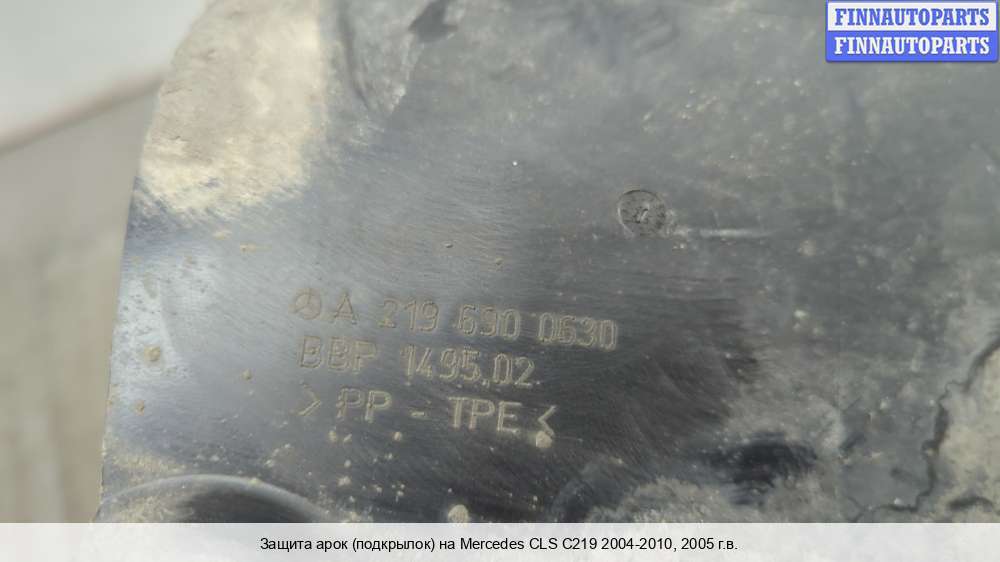 FINNAUTOPARTS
FINNAUTOPARTS
A 219 690 0630
BBP 1495.02
>PP - TPE<
Защита арок (подкрылок) на Mercedes CLS C219 2004-2010, 2005 г.в.